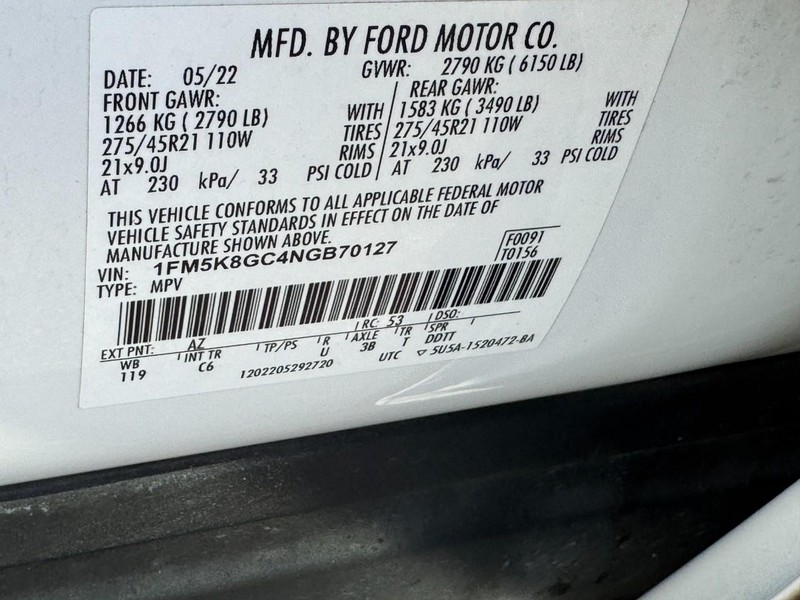 MFD. BY FORD MOTOR CO.
DATE: 05/22 GVWR: 2790 KG ( 6150 LB)
FRONT GAWR: REAR GAWR:
1266 KG ( 2790 LB) WITH 1583 KG ( 3490 LB) WITH
275/45R21 110W TIRES 275/45R21 110W TIRES
21x9.0J RIMS 21x9.0J RIMS
AT 230 kPa/ 33 PSI COLD AT 230 kPa/ 33 PSI COLD
THIS VEHICLE CONFORMS TO ALL APPLICABLE FEDERAL MOTOR
VEHICLE SAFETY STANDARDS IN EFFECT ON THE DATE OF
MANUFACTURE SHOWN ABOVE.
VIN: 1FM5K8GC4NGB70127 F0091
TYPE: MPV T0156
EXT PNT: AZ RC: 53 DSO:
WB INT TR TP/PS R AXLE TR SPR
119 C6 U 3B T DDTT
1202205292720 UTC ▽ 5U5A-1520472-BA